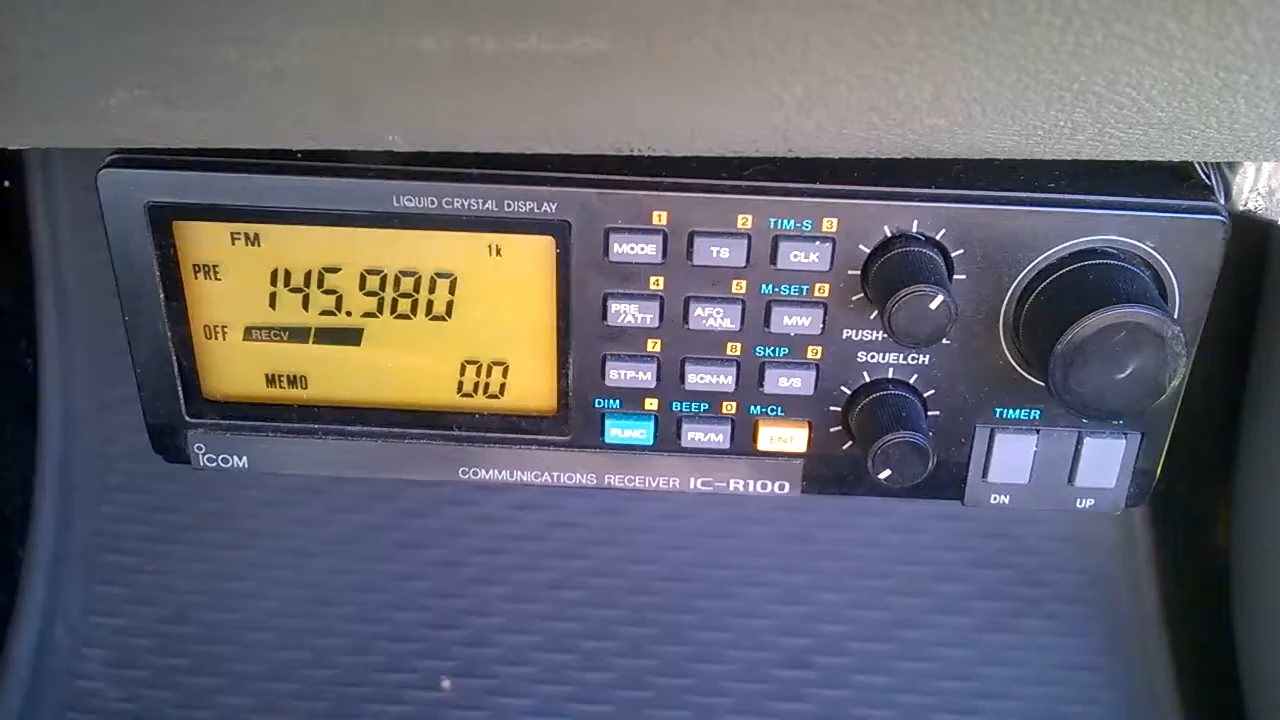 LIQUID CRYSTAL DISPLAY
FM
1k
PRE
145.980
OFF RECV
MEMO
00
1 2 TIM-S 3
MODE TS CLK
4 5 M-SET 6
PRE/ATT AFC·ANL MW
7 8 SKIP 9
STP-M SCN-M S/S
DIM · BEEP 0 M-CL
FUNC FR/M ENT
PUSH-
SQUELCH
TIMER
DN UP
ICOM
COMMUNICATIONS RECEIVER IC-R100